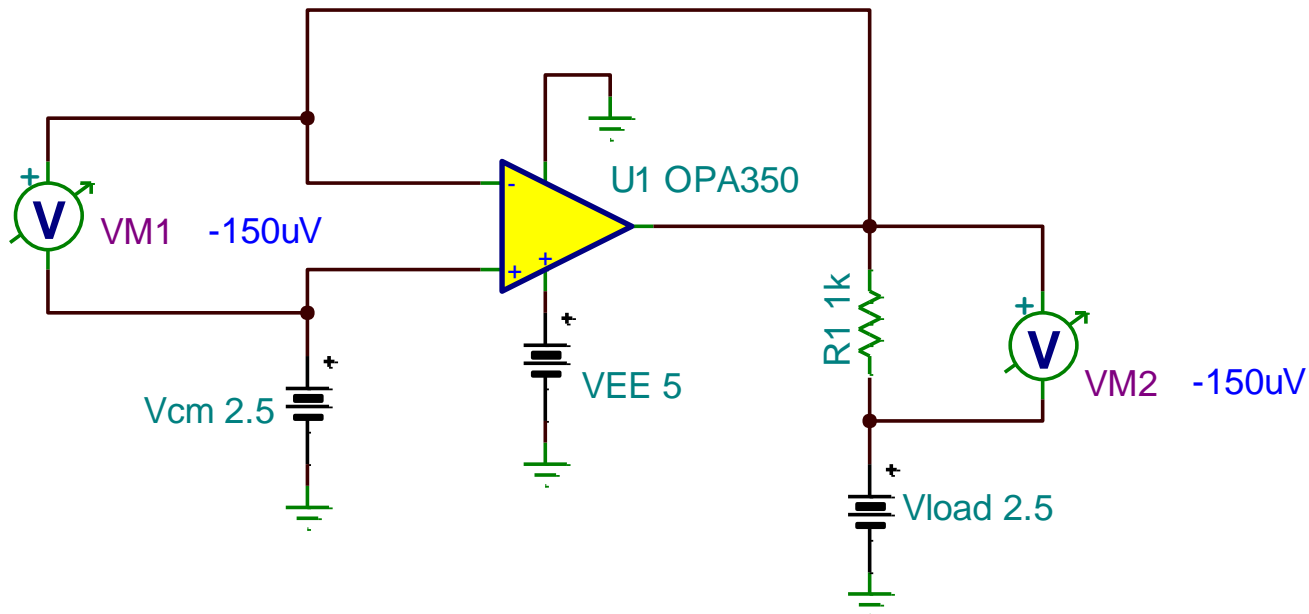 U1 OPA350
-
+
+
+
V
VM1 -150uV
+
Vcm 2.5
+
VEE 5
R1 1k
+
V
VM2 -150uV
+
Vload 2.5